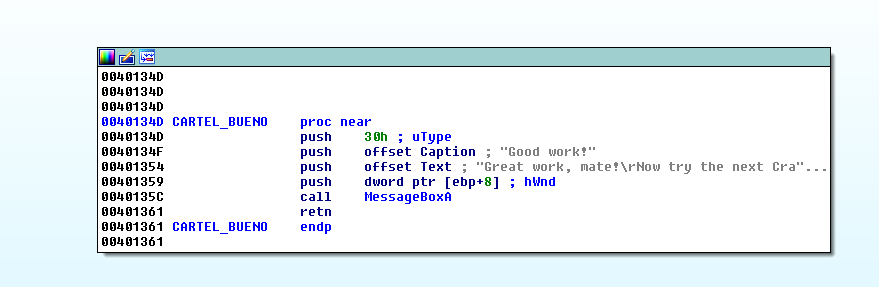 0040134D
0040134D
0040134D
0040134D CARTEL_BUENO    proc near
0040134D                 push    30h ; uType
0040134F                 push    offset Caption ; "Good work!"
00401354                 push    offset Text ; "Great work, mate!\rNow try the next Cra"...
00401359                 push    dword ptr [ebp+8] ; hWnd
0040135C                 call    MessageBoxA
00401361                 retn
00401361 CARTEL_BUENO    endp
00401361